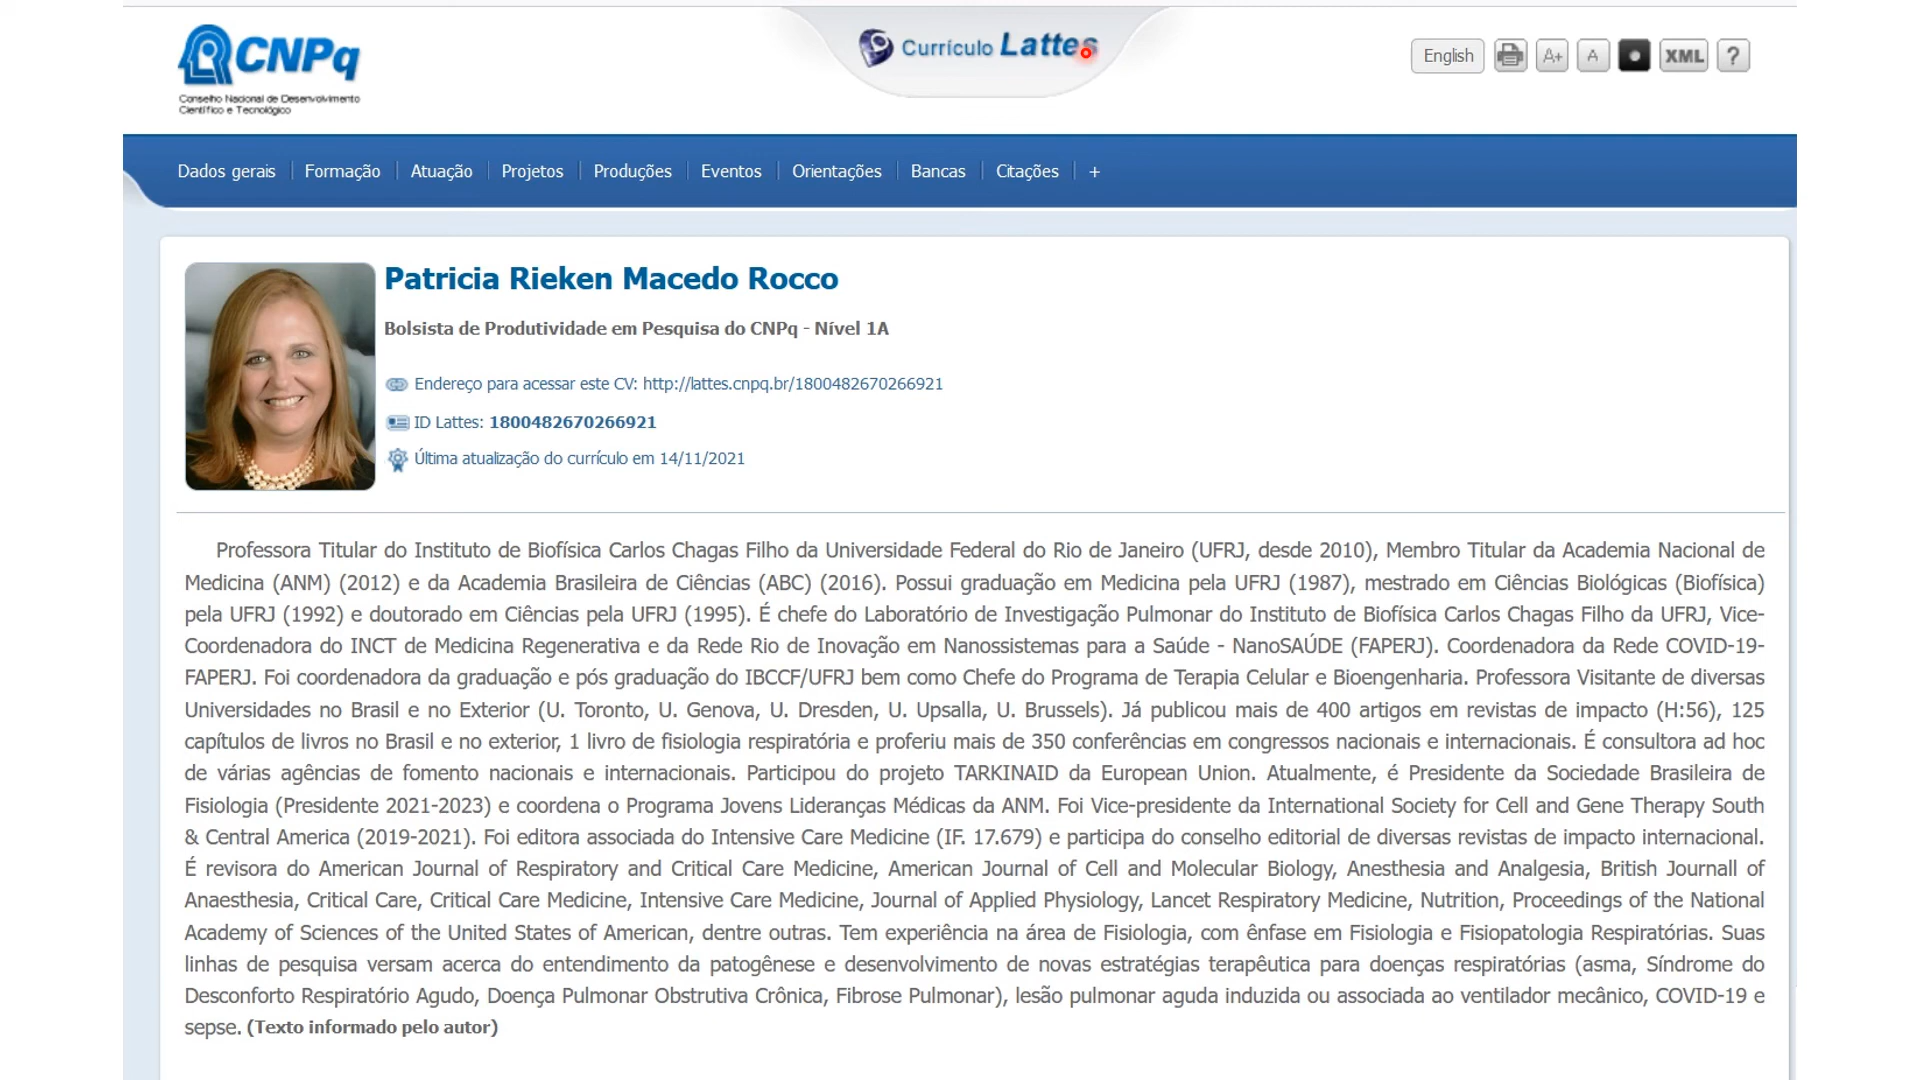 CNPq
Conselho Nacional de Desenvolvimento
Científico e Tecnológico
Currículo Lattes
English
A+
A
XML
?
Dados gerais
Formação
Atuação
Projetos
Produções
Eventos
Orientações
Bancas
Citações
+
Patricia Rieken Macedo Rocco
Bolsista de Produtividade em Pesquisa do CNPq - Nível 1A
Endereço para acessar este CV: http://lattes.cnpq.br/1800482670266921
ID Lattes: 1800482670266921
Última atualização do currículo em 14/11/2021
Professora Titular do Instituto de Biofísica Carlos Chagas Filho da Universidade Federal do Rio de Janeiro (UFRJ, desde 2010), Membro Titular da Academia Nacional de
Medicina (ANM) (2012) e da Academia Brasileira de Ciências (ABC) (2016). Possui graduação em Medicina pela UFRJ (1987), mestrado em Ciências Biológicas (Biofísica)
pela UFRJ (1992) e doutorado em Ciências pela UFRJ (1995). É chefe do Laboratório de Investigação Pulmonar do Instituto de Biofísica Carlos Chagas Filho da UFRJ, Vice-
Coordenadora do INCT de Medicina Regenerativa e da Rede Rio de Inovação em Nanossistemas para a Saúde - NanoSAÚDE (FAPERJ). Coordenadora da Rede COVID-19-
FAPERJ. Foi coordenadora da graduação e pós graduação do IBCCF/UFRJ bem como Chefe do Programa de Terapia Celular e Bioengenharia. Professora Visitante de diversas
Universidades no Brasil e no Exterior (U. Toronto, U. Genova, U. Dresden, U. Upsalla, U. Brussels). Já publicou mais de 400 artigos em revistas de impacto (H:56), 125
capítulos de livros no Brasil e no exterior, 1 livro de fisiologia respiratória e proferiu mais de 350 conferências em congressos nacionais e internacionais. É consultora ad hoc
de várias agências de fomento nacionais e internacionais. Participou do projeto TARKINAID da European Union. Atualmente, é Presidente da Sociedade Brasileira de
Fisiologia (Presidente 2021-2023) e coordena o Programa Jovens Lideranças Médicas da ANM. Foi Vice-presidente da International Society for Cell and Gene Therapy South
& Central America (2019-2021). Foi editora associada do Intensive Care Medicine (IF. 17.679) e participa do conselho editorial de diversas revistas de impacto internacional.
É revisora do American Journal of Respiratory and Critical Care Medicine, American Journal of Cell and Molecular Biology, Anesthesia and Analgesia, British Journall of
Anaesthesia, Critical Care, Critical Care Medicine, Intensive Care Medicine, Journal of Applied Physiology, Lancet Respiratory Medicine, Nutrition, Proceedings of the National
Academy of Sciences of the United States of American, dentre outras. Tem experiência na área de Fisiologia, com ênfase em Fisiologia e Fisiopatologia Respiratórias. Suas
linhas de pesquisa versam acerca do entendimento da patogênese e desenvolvimento de novas estratégias terapêutica para doenças respiratórias (asma, Síndrome do
Desconforto Respiratório Agudo, Doença Pulmonar Obstrutiva Crônica, Fibrose Pulmonar), lesão pulmonar aguda induzida ou associada ao ventilador mecânico, COVID-19 e
sepse. (Texto informado pelo autor)